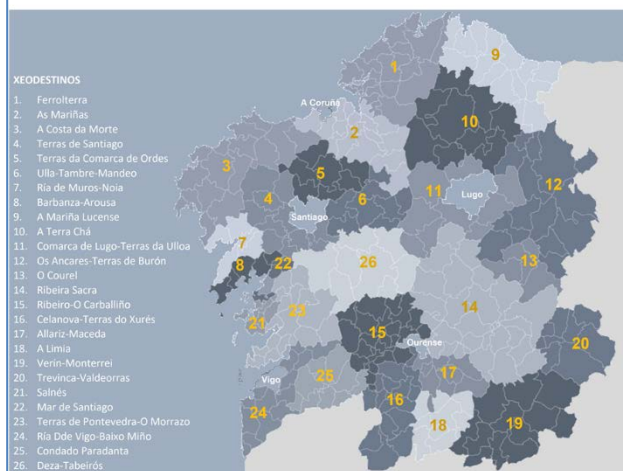 XEODESTINOS
1. Ferrolterra
2. As Mariñas
3. A Costa da Morte
4. Terras de Santiago
5. Terras da Comarca de Ordes
6. Ulla-Tambre-Mandeo
7. Ría de Muros-Noia
8. Barbanza-Arousa
9. A Mariña Lucense
10. A Terra Chá
11. Comarca de Lugo-Terras da Ulloa
12. Os Ancares-Terras de Burón
13. O Courel
14. Ribeira Sacra
15. Ribeiro-O Carballiño
16. Celanova-Terras do Xurés
17. Allariz-Maceda
18. A Limia
19. Verín-Monterrei
20. Trevinca-Valdeorras
21. Salnés
22. Mar de Santiago
23. Terras de Pontevedra-O Morrazo
24. Ría Dde Vigo-Baixo Miño
25. Condado Paradanta
26. Deza-Tabeirós
1
9
A Coruña
2
10
3
5
12
4
6
11
Lugo
Santiago
7
8
22
26
13
21
23
14
15
Ourense
20
Vigo
25
17
16
24
18
19